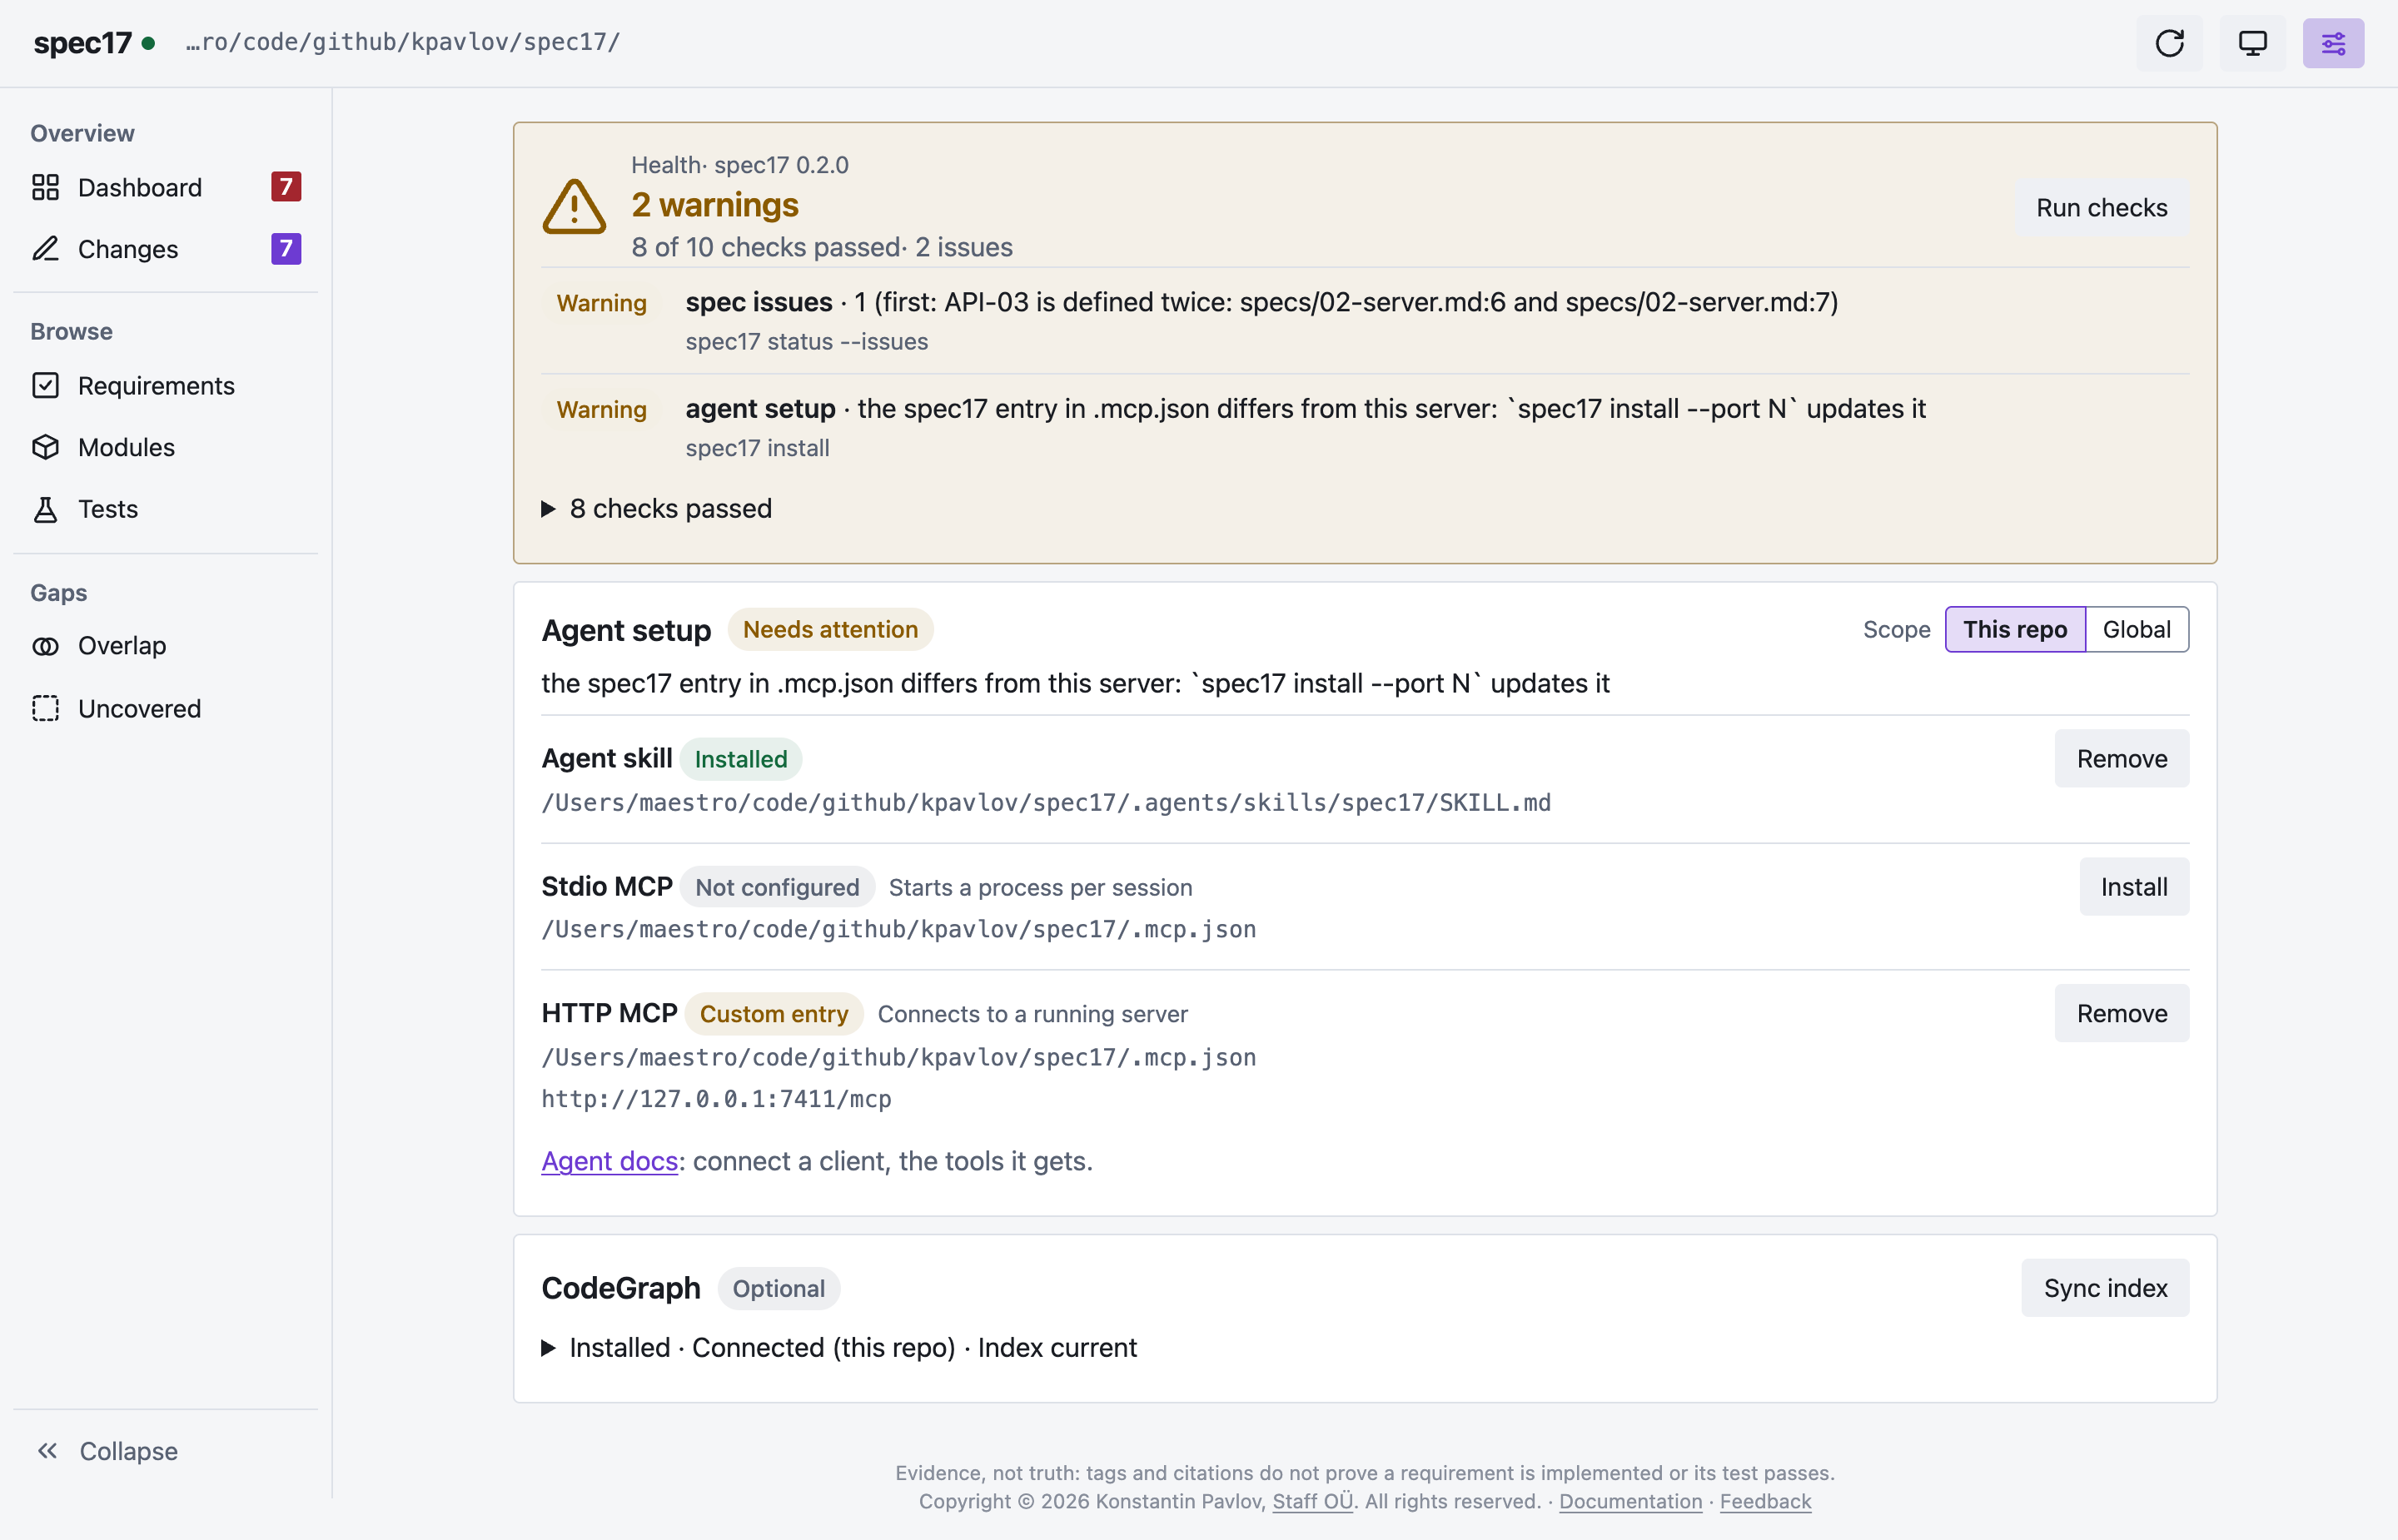 spec17 …ro/code/github/kpavlov/spec17/
Overview
Dashboard 7
Changes 7
Browse
Requirements
Modules
Tests
Gaps
Overlap
Uncovered
Collapse
Health· spec17 0.2.0
2 warnings
8 of 10 checks passed· 2 issues
Run checks
Warning spec issues · 1 (first: API-03 is defined twice: specs/02-server.md:6 and specs/02-server.md:7)
spec17 status --issues
Warning agent setup · the spec17 entry in .mcp.json differs from this server: `spec17 install --port N` updates it
spec17 install
8 checks passed
Agent setup Needs attention Scope This repo Global
the spec17 entry in .mcp.json differs from this server: `spec17 install --port N` updates it
Agent skill Installed Remove
/Users/maestro/code/github/kpavlov/spec17/.agents/skills/spec17/SKILL.md
Stdio MCP Not configured Starts a process per session Install
/Users/maestro/code/github/kpavlov/spec17/.mcp.json
HTTP MCP Custom entry Connects to a running server Remove
/Users/maestro/code/github/kpavlov/spec17/.mcp.json
http://127.0.0.1:7411/mcp
Agent docs: connect a client, the tools it gets.
CodeGraph Optional Sync index
Installed · Connected (this repo) · Index current
Evidence, not truth: tags and citations do not prove a requirement is implemented or its test passes.
Copyright © 2026 Konstantin Pavlov, Staff OÜ. All rights reserved. · Documentation · Feedback